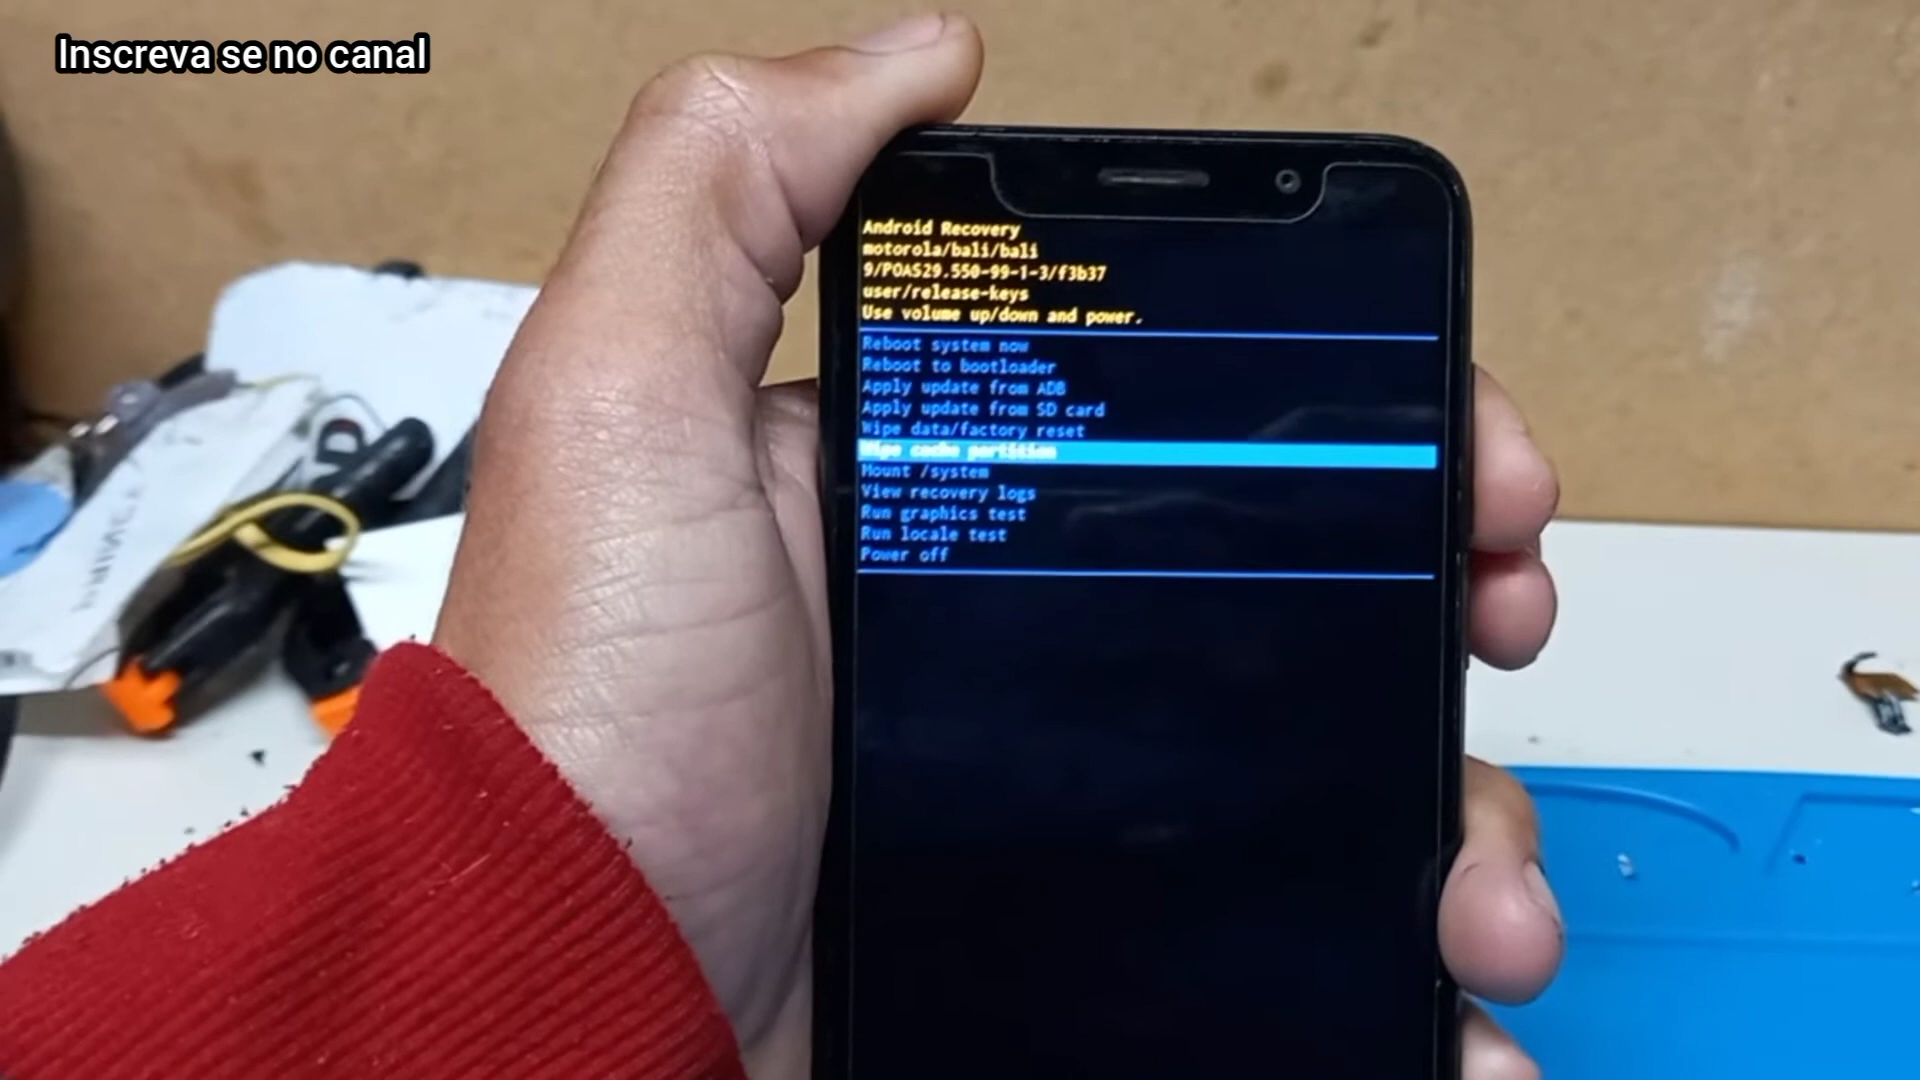 Inscreva se no canal
Android Recovery
motorola/bali/bali
9/POAS29.550-99-1-3/f3b37
user/release-keys
Use volume up/down and power.
Reboot system now
Reboot to bootloader
Apply update from ADB
Apply update from SD card
Wipe data/factory reset
Wipe cache partition
Mount /system
View recovery logs
Run graphics test
Run locale test
Power off